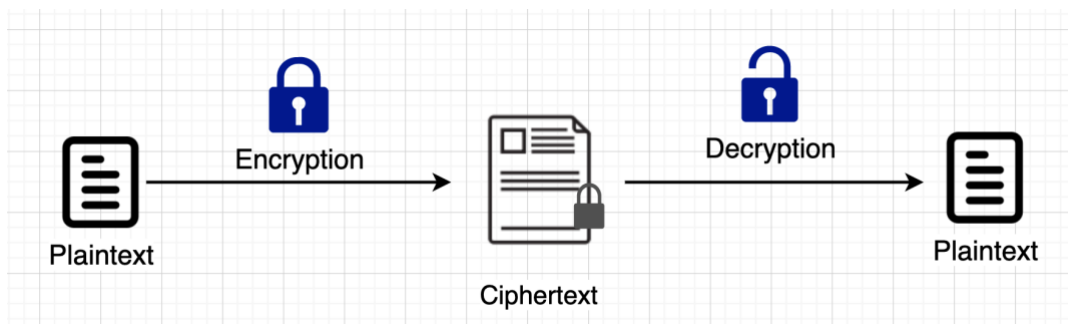 Plaintext
Encryption
Ciphertext
Decryption
Plaintext